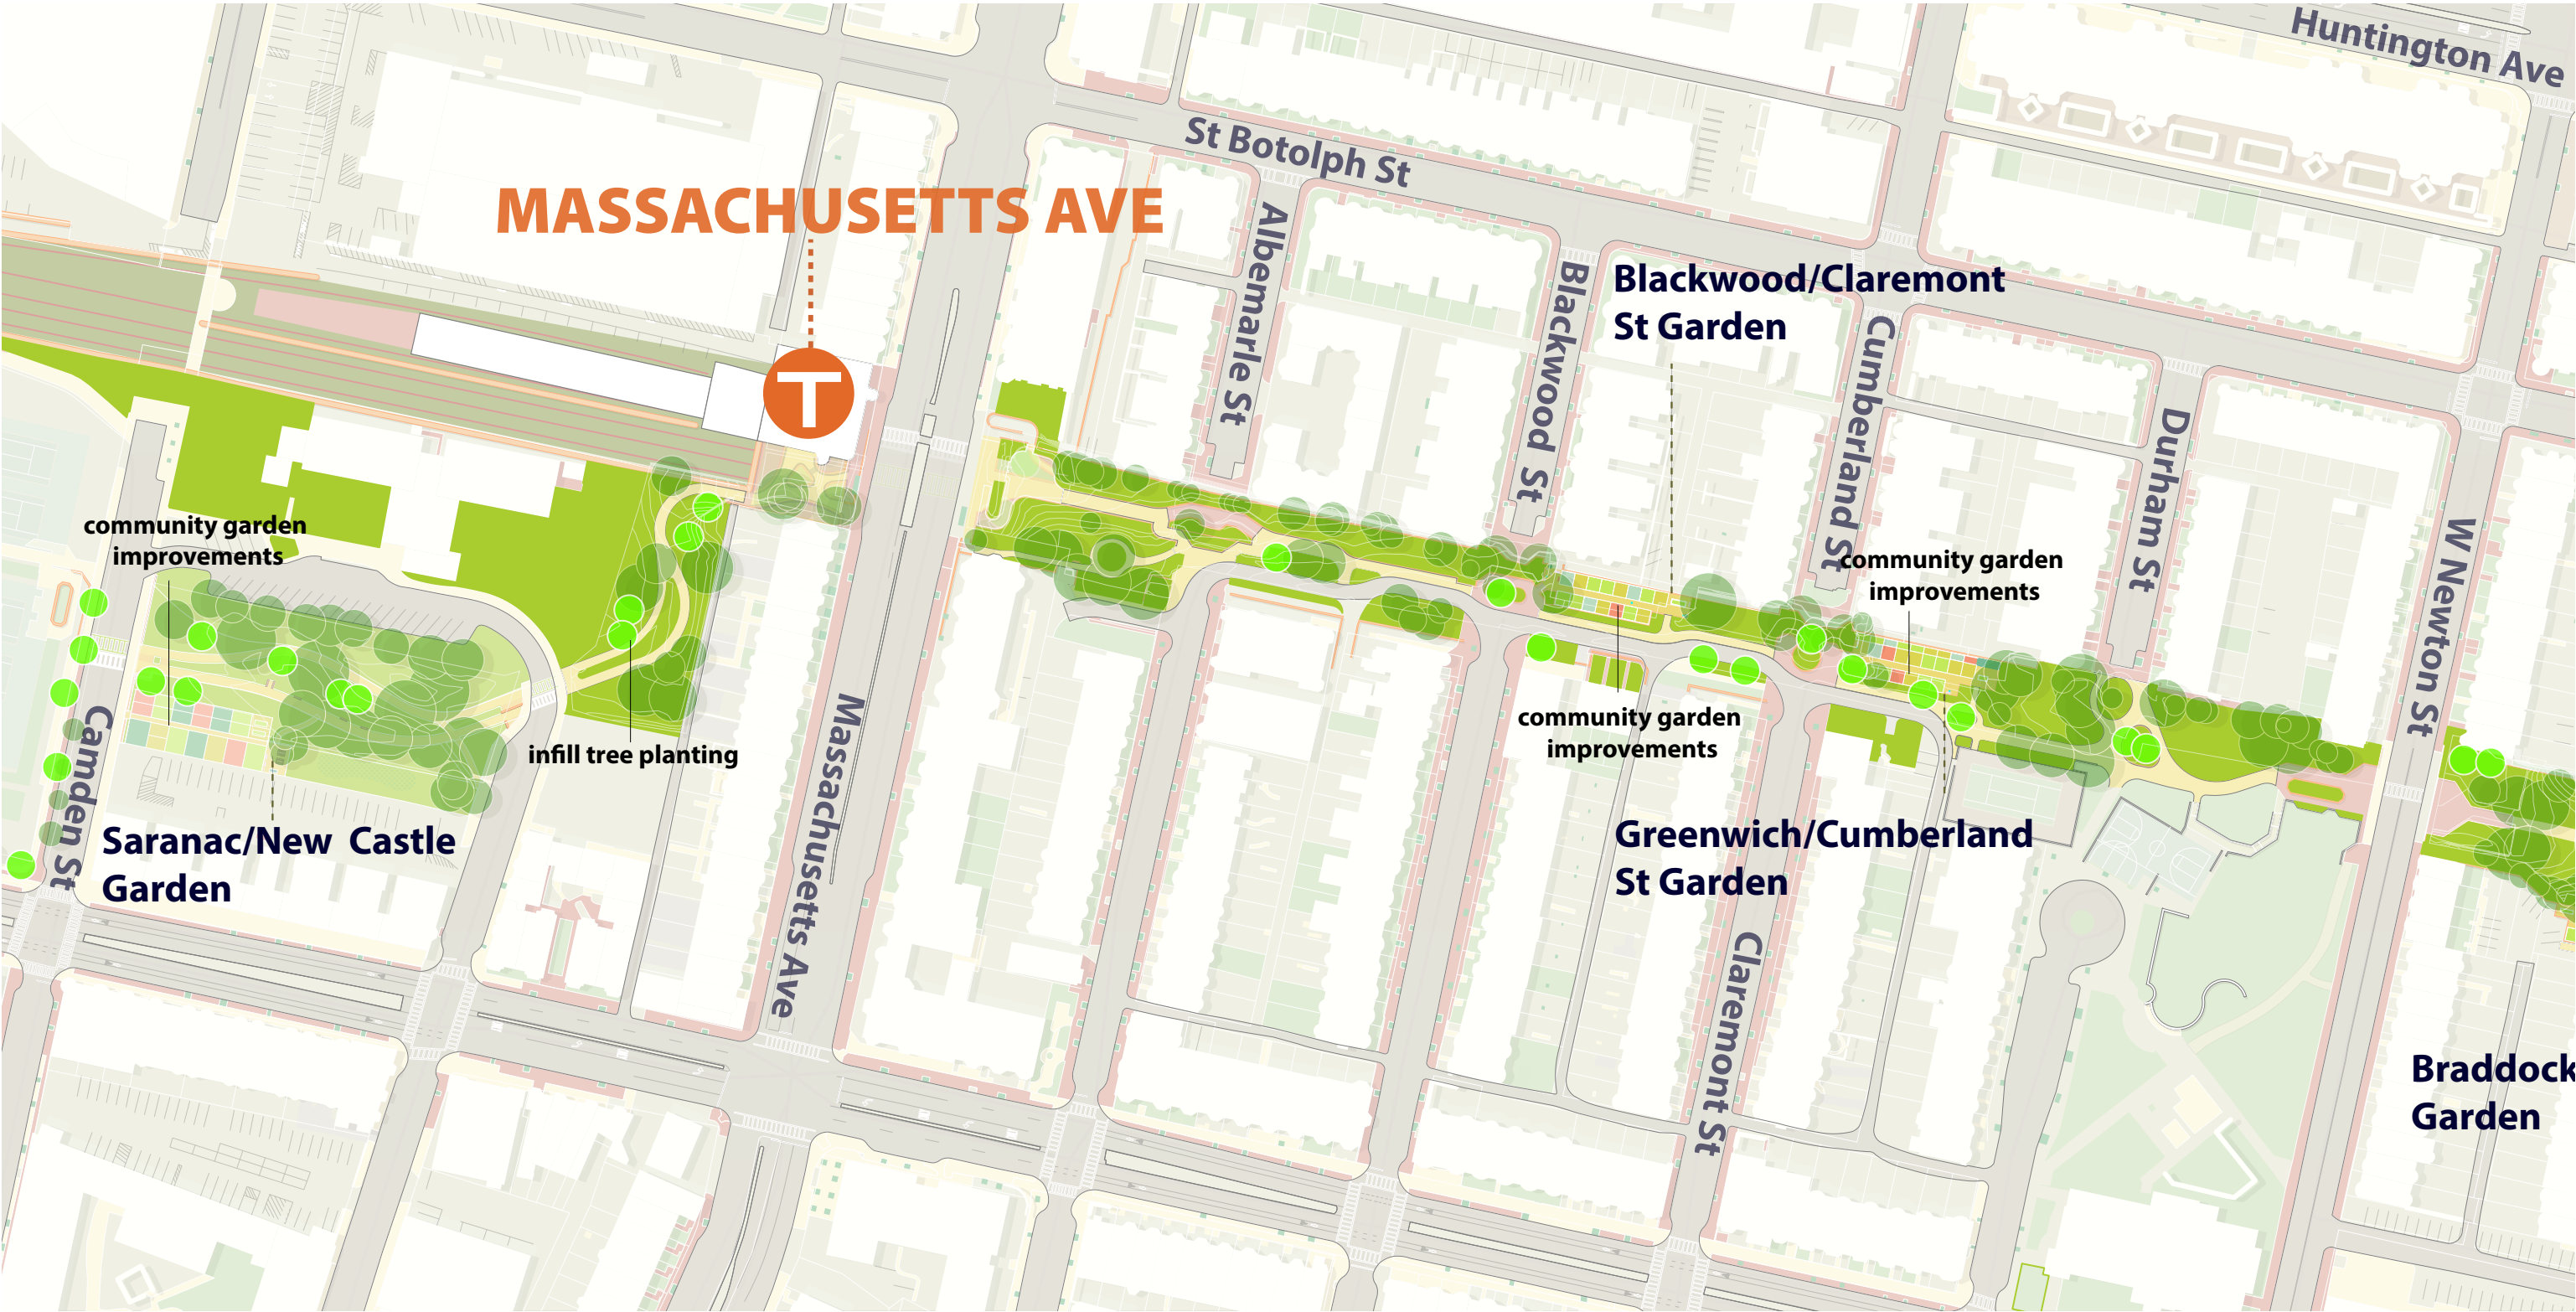 Huntington Ave
St Botolph St
MASSACHUSETTS AVE
T
Albemarle St
Blackwood St
Blackwood/Claremont
St Garden
Cumberland St
Durham St
W Newton St
community garden
improvements
community garden
improvements
infill tree planting
community garden
improvements
Camden St
Saranac/New Castle
Garden
Massachusetts Ave
Greenwich/Cumberland
St Garden
Claremont St
Braddock
Garden